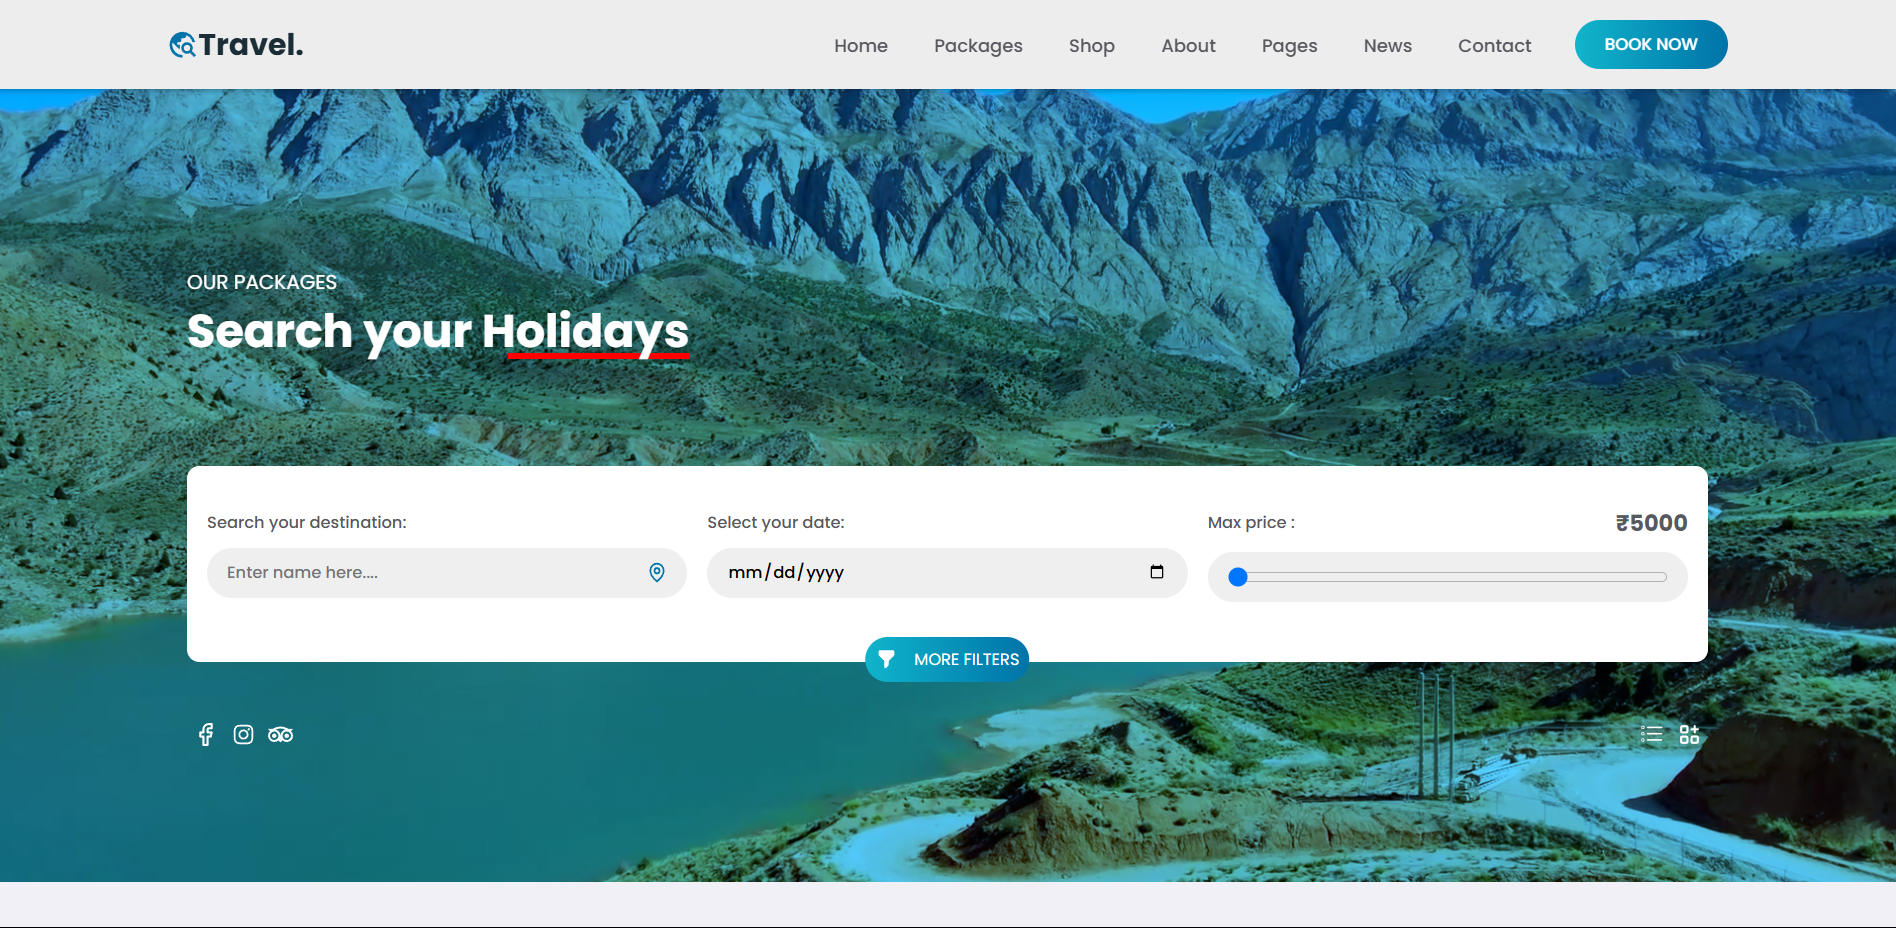 Travel.
Home Packages Shop About Pages News Contact BOOK NOW
OUR PACKAGES
Search your Holidays
Search your destination: Select your date: Max price : ₹5000
Enter name here.... mm/dd/yyyy
MORE FILTERS